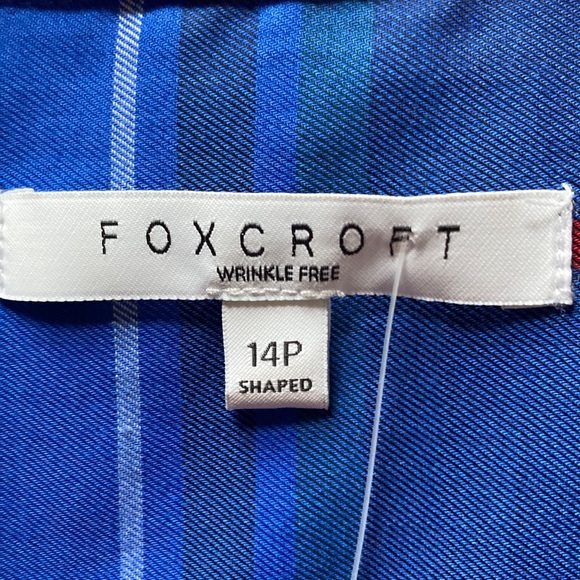 FOXCROFT
WRINKLE FREE
14P
SHAPED